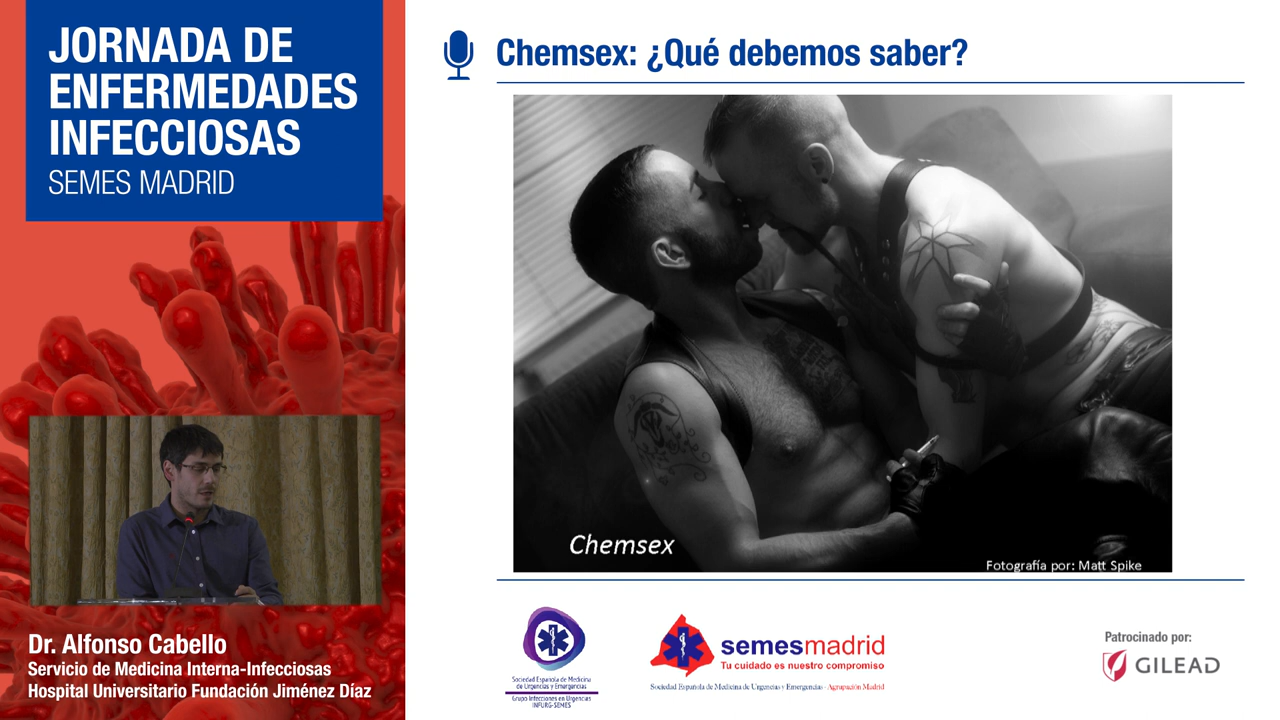 JORNADA DE
ENFERMEDADES
INFECCIOSAS
SEMES MADRID
Chemsex: ¿Qué debemos saber?
Chemsex
Fotografía por: Matt Spike
Dr. Alfonso Cabello
Servicio de Medicina Interna-Infecciosas
Hospital Universitario Fundación Jiménez Díaz
Sociedad Española de Medicina
de Urgencias y Emergencias
Grupo Infecciones en Urgencias
INFURG-SEMES
semesmadrid
Tu cuidado es nuestro compromiso
Sociedad Española de Medicina de Urgencias y Emergencias - Agrupación Madrid
Patrocinado por:
GILEAD